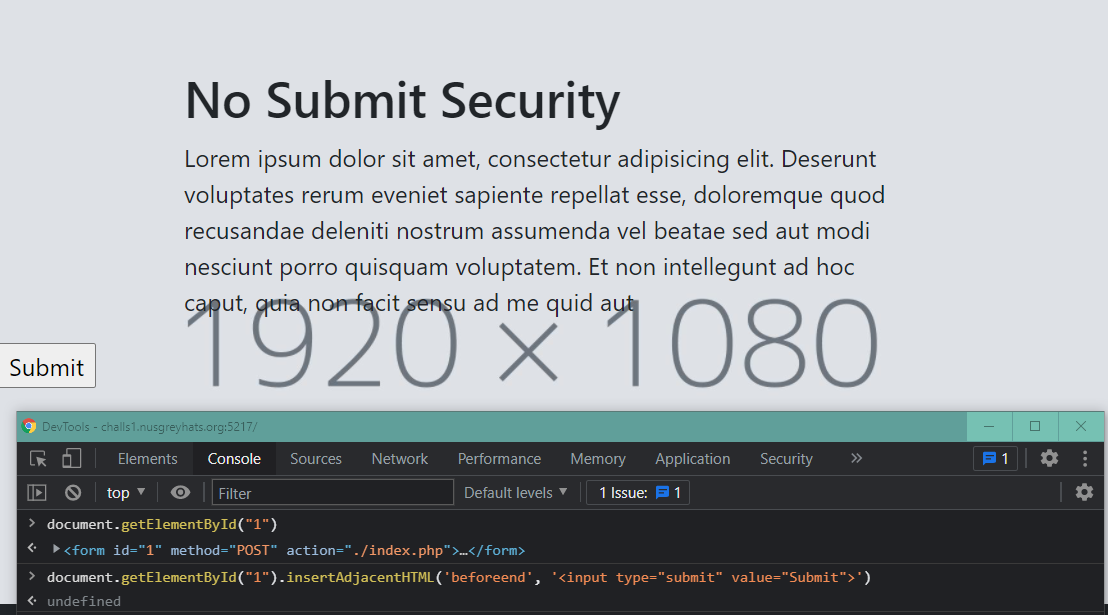 No Submit Security
Lorem ipsum dolor sit amet, consectetur adipisicing elit. Deserunt
voluptates rerum eveniet sapiente repellat esse, doloremque quod
recusandae deleniti nostrum assumenda vel beatae sed aut modi
nesciunt porro quisquam voluptatem. Et non intellegunt ad hoc
caput, quia non facit sensu ad me quid aut
1920 × 1080
Submit
DevTools - challs1.nusgreyhats.org:5217/
Elements Console Sources Network Performance Memory Application Security » 1
top ▼ Filter Default levels ▼ 1 Issue: 1
> document.getElementById("1")
<form id="1" method="POST" action="./index.php">…</form>
> document.getElementById("1").insertAdjacentHTML('beforeend', '<input type="submit" value="Submit">')
undefined